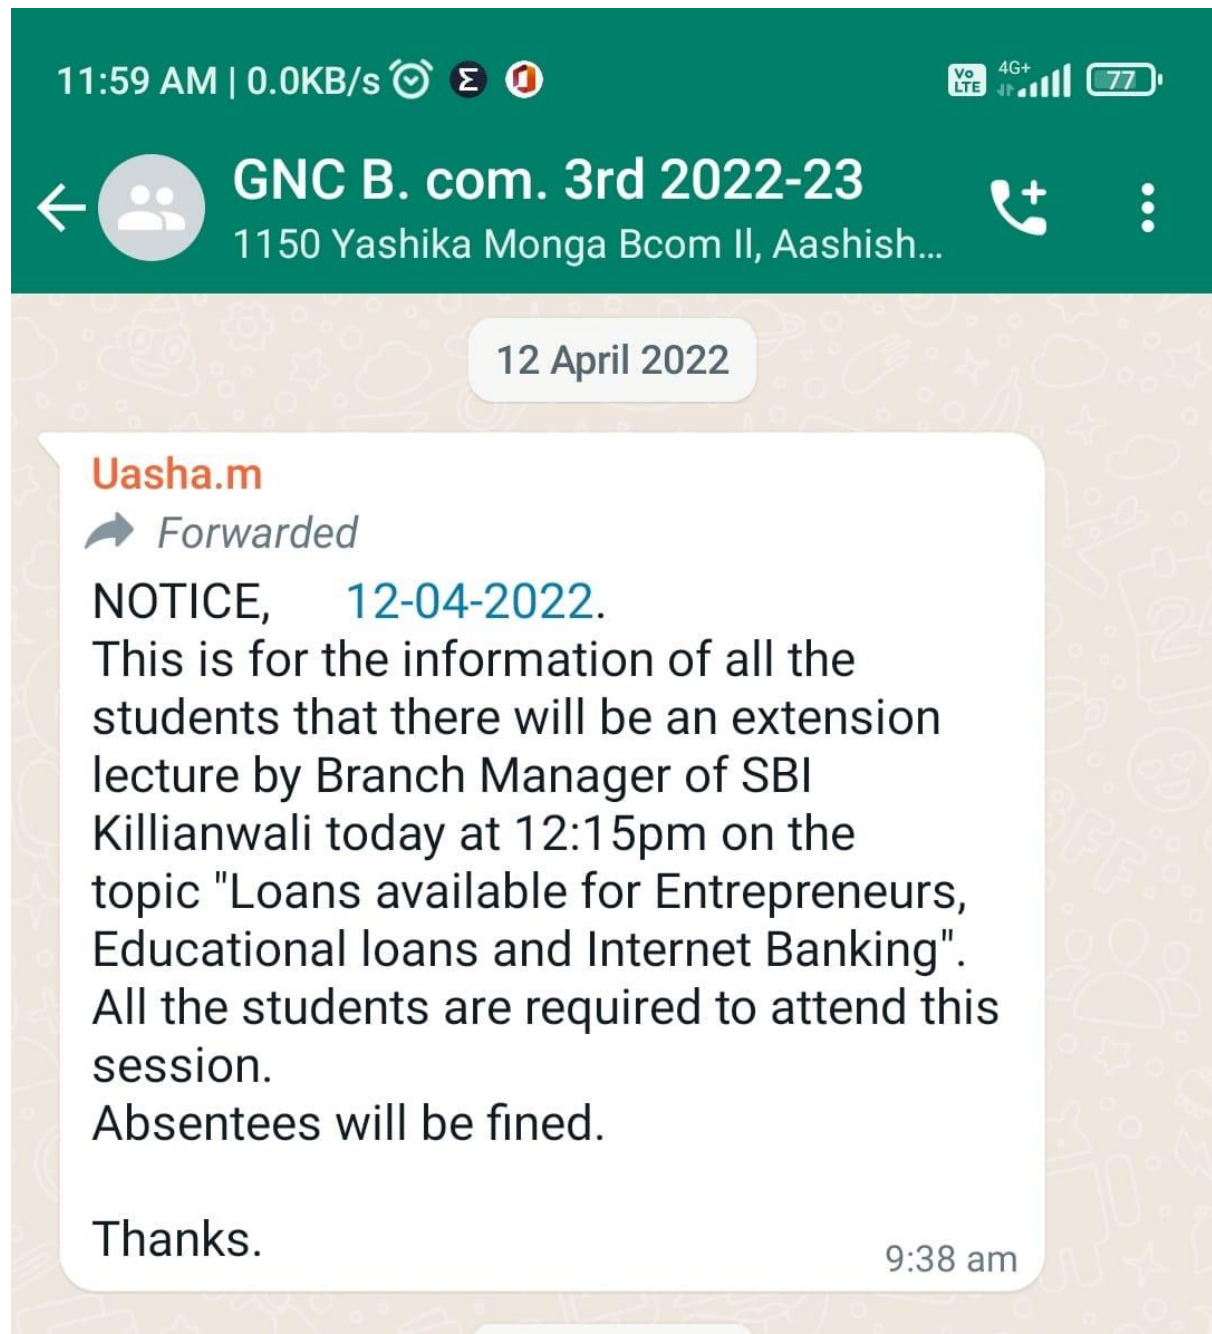 11:59 AM | 0.0KB/s Σ Vo LTE 4G+ 77
GNC B. com. 3rd 2022-23
1150 Yashika Monga Bcom II, Aashish...
12 April 2022
Uasha.m
Forwarded
NOTICE, 12-04-2022.
This is for the information of all the
students that there will be an extension
lecture by Branch Manager of SBI
Killianwali today at 12:15pm on the
topic "Loans available for Entrepreneurs,
Educational loans and Internet Banking".
All the students are required to attend this
session.
Absentees will be fined.
Thanks.
9:38 am